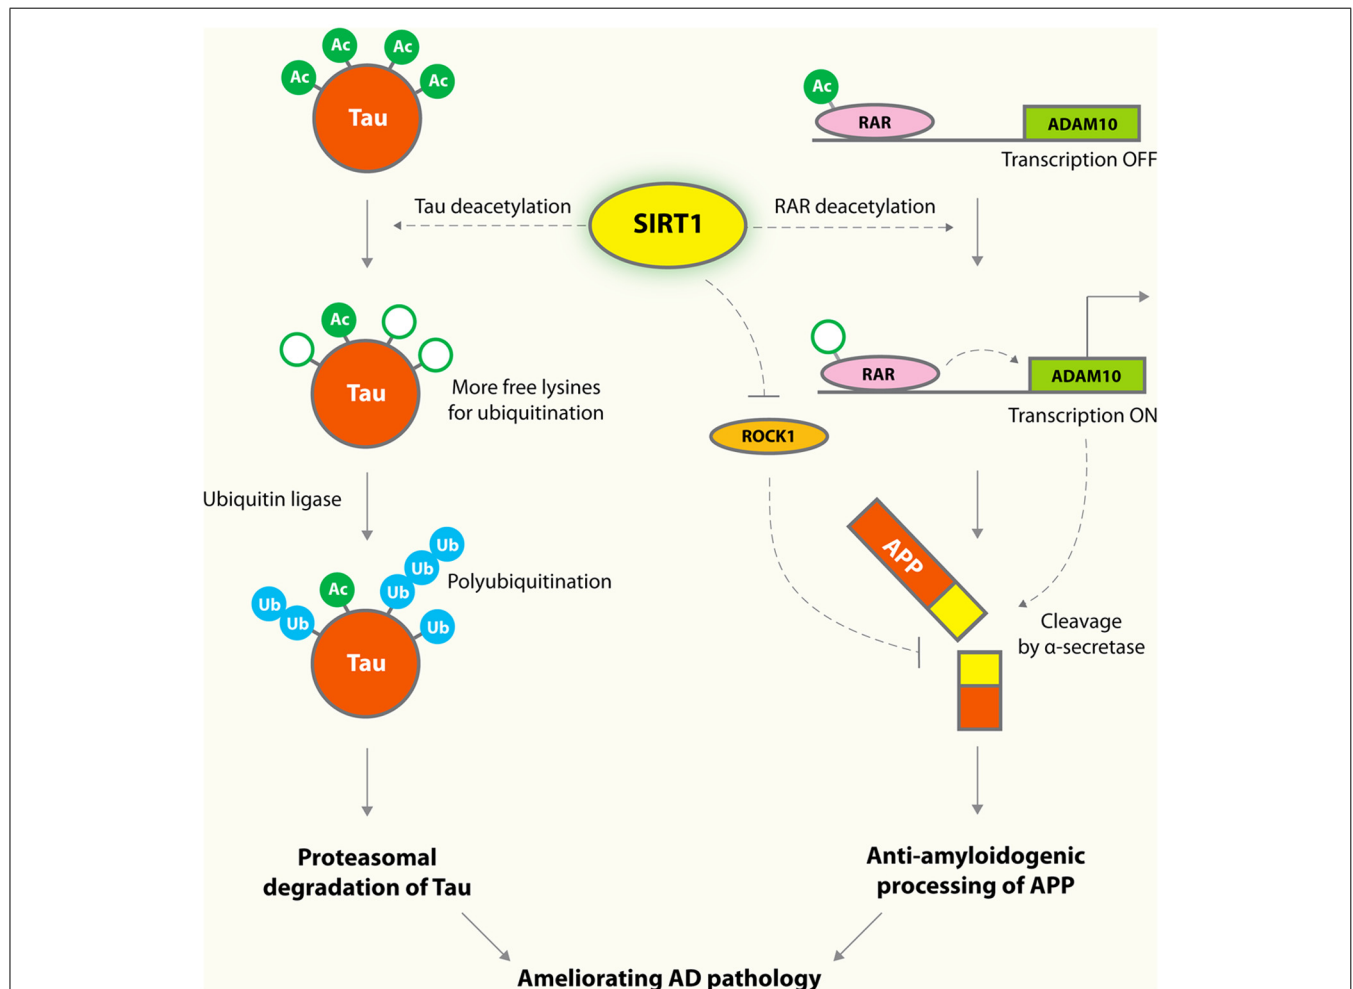 Ac
Ac
Ac
Ac
Tau
Ac
RAR
ADAM10
Transcription OFF
Tau deacetylation
SIRT1
RAR deacetylation
Ac
Tau
More free lysines
for ubiquitination
RAR
ADAM10
Transcription ON
ROCK1
Ubiquitin ligase
Ub
Ub
Ub
Polyubiquitination
Ac
Ub
Ub
Ub
Tau
APP
Cleavage
by α-secretase
Proteasomal
degradation of Tau
Anti-amyloidogenic
processing of APP
Ameliorating AD pathology